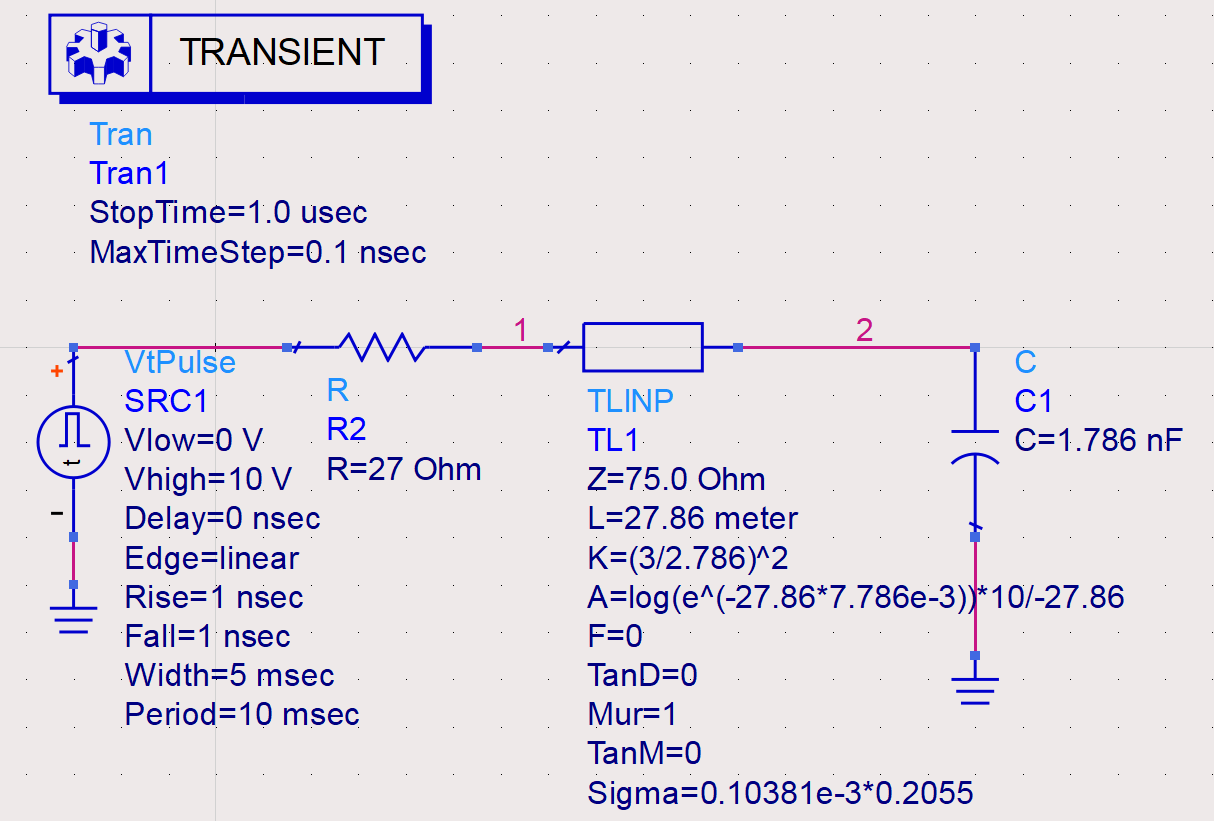 TRANSIENT
Tran
Tran1
StopTime=1.0 usec
MaxTimeStep=0.1 nsec
1
2
+
VtPulse
SRC1
Vlow=0 V
Vhigh=10 V
Delay=0 nsec
Edge=linear
Rise=1 nsec
Fall=1 nsec
Width=5 msec
Period=10 msec
t
-
R
R2
R=27 Ohm
TLINP
TL1
Z=75.0 Ohm
L=27.86 meter
K=(3/2.786)^2
A=log(e^(-27.86*7.786e-3))*10/-27.86
F=0
TanD=0
Mur=1
TanM=0
Sigma=0.10381e-3*0.2055
C
C1
C=1.786 nF